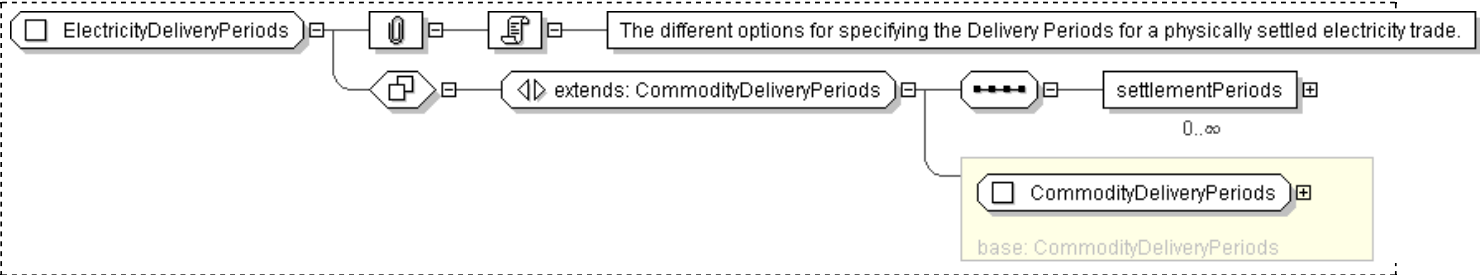 ElectricityDeliveryPeriods
The different options for specifying the Delivery Periods for a physically settled electricity trade.
extends: CommodityDeliveryPeriods
settlementPeriods
0..∞
CommodityDeliveryPeriods
base: CommodityDeliveryPeriods